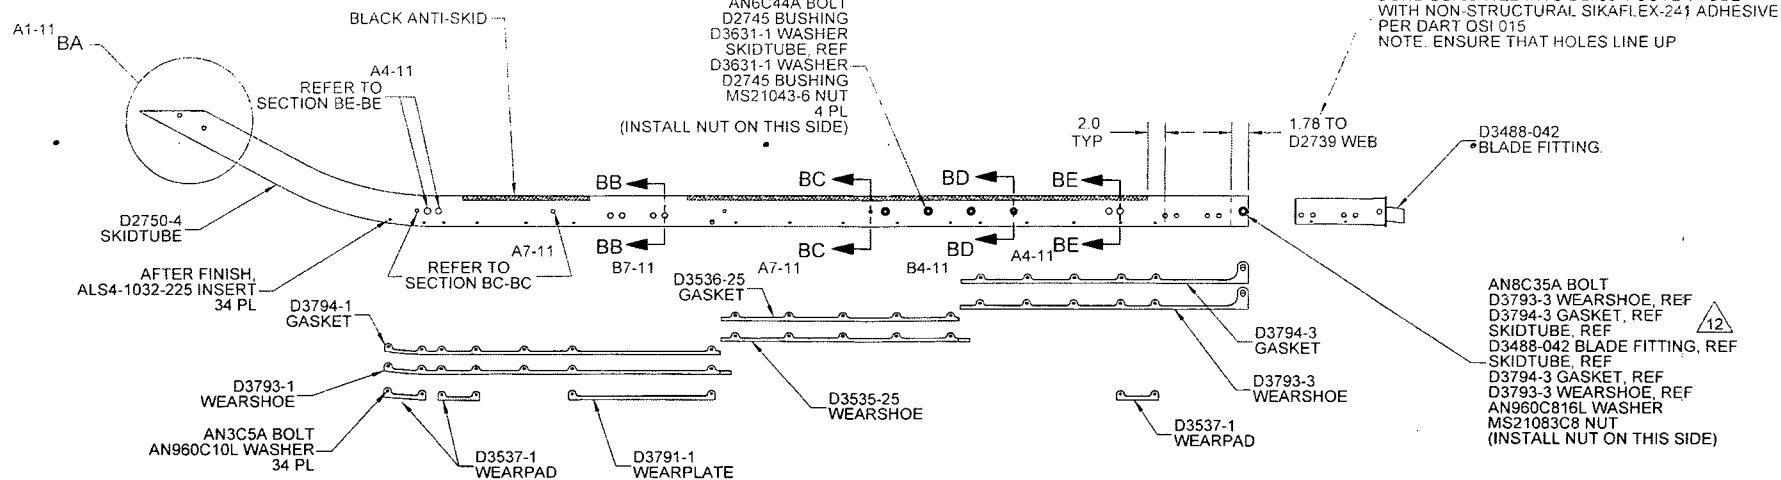 A1-11
BA
BLACK ANTI-SKID
A4-11
REFER TO
SECTION BE-BE
AN6C44A BOLT
D2745 BUSHING
D3631-1 WASHER
SKIDTUBE, REF
D3631-1 WASHER
D2745 BUSHING
MS21043-6 NUT
4 PL
(INSTALL NUT ON THIS SIDE)
WITH NON-STRUCTURAL SIKAFLEX-241 ADHESIVE
PER DART QSI 015
NOTE. ENSURE THAT HOLES LINE UP
2.0
TYP
1.78 TO
D2739 WEB
D3488-042
BLADE FITTING
BB
BC
BD
BE
D2750-4
SKIDTUBE
BB
BC
BD
BE
A7-11
B7-11
A7-11
B4-11
A4-11
REFER TO
SECTION BC-BC
AFTER FINISH,
ALS4-1032-225 INSERT
34 PL
D3794-1
GASKET
D3536-25
GASKET
D3794-3
GASKET
D3793-1
WEARSHOE
D3535-25
WEARSHOE
D3793-3
WEARSHOE
AN3C5A BOLT
AN960C10L WASHER
34 PL
D3537-1
WEARPAD
D3791-1
WEARPLATE
D3537-1
WEARPAD
AN8C35A BOLT
D3793-3 WEARSHOE, REF
D3794-3 GASKET, REF
SKIDTUBE, REF
12
D3488-042 BLADE FITTING, REF
SKIDTUBE, REF
D3794-3 GASKET, REF
D3793-3 WEARSHOE, REF
AN960C816L WASHER
MS21083C8 NUT
(INSTALL NUT ON THIS SIDE)